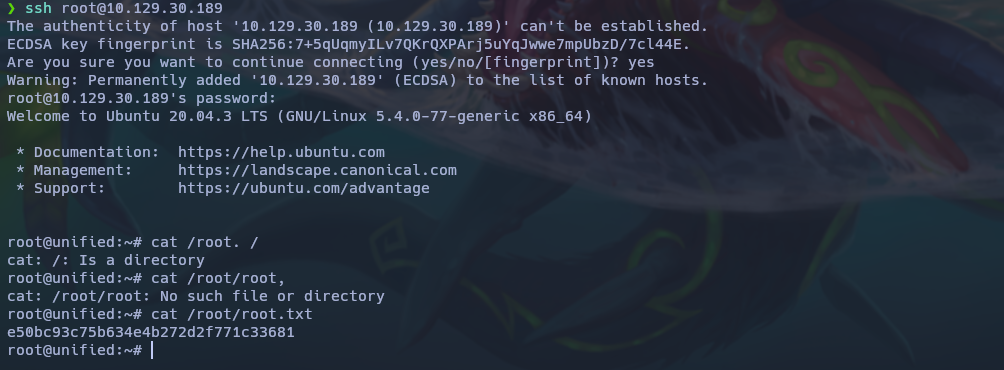 ❯ ssh root@10.129.30.189
The authenticity of host '10.129.30.189 (10.129.30.189)' can't be established.
ECDSA key fingerprint is SHA256:7+5qUqmyILv7QKrQXPArj5uYqJwwe7mpUbzD/7cl44E.
Are you sure you want to continue connecting (yes/no/[fingerprint])? yes
Warning: Permanently added '10.129.30.189' (ECDSA) to the list of known hosts.
root@10.129.30.189's password:
Welcome to Ubuntu 20.04.3 LTS (GNU/Linux 5.4.0-77-generic x86_64)
* Documentation:  https://help.ubuntu.com
* Management:     https://landscape.canonical.com
* Support:        https://ubuntu.com/advantage
root@unified:~# cat /root. /
cat: /: Is a directory
root@unified:~# cat /root/root,
cat: /root/root: No such file or directory
root@unified:~# cat /root/root.txt
e50bc93c75b634e4b272d2f771c33681
root@unified:~#